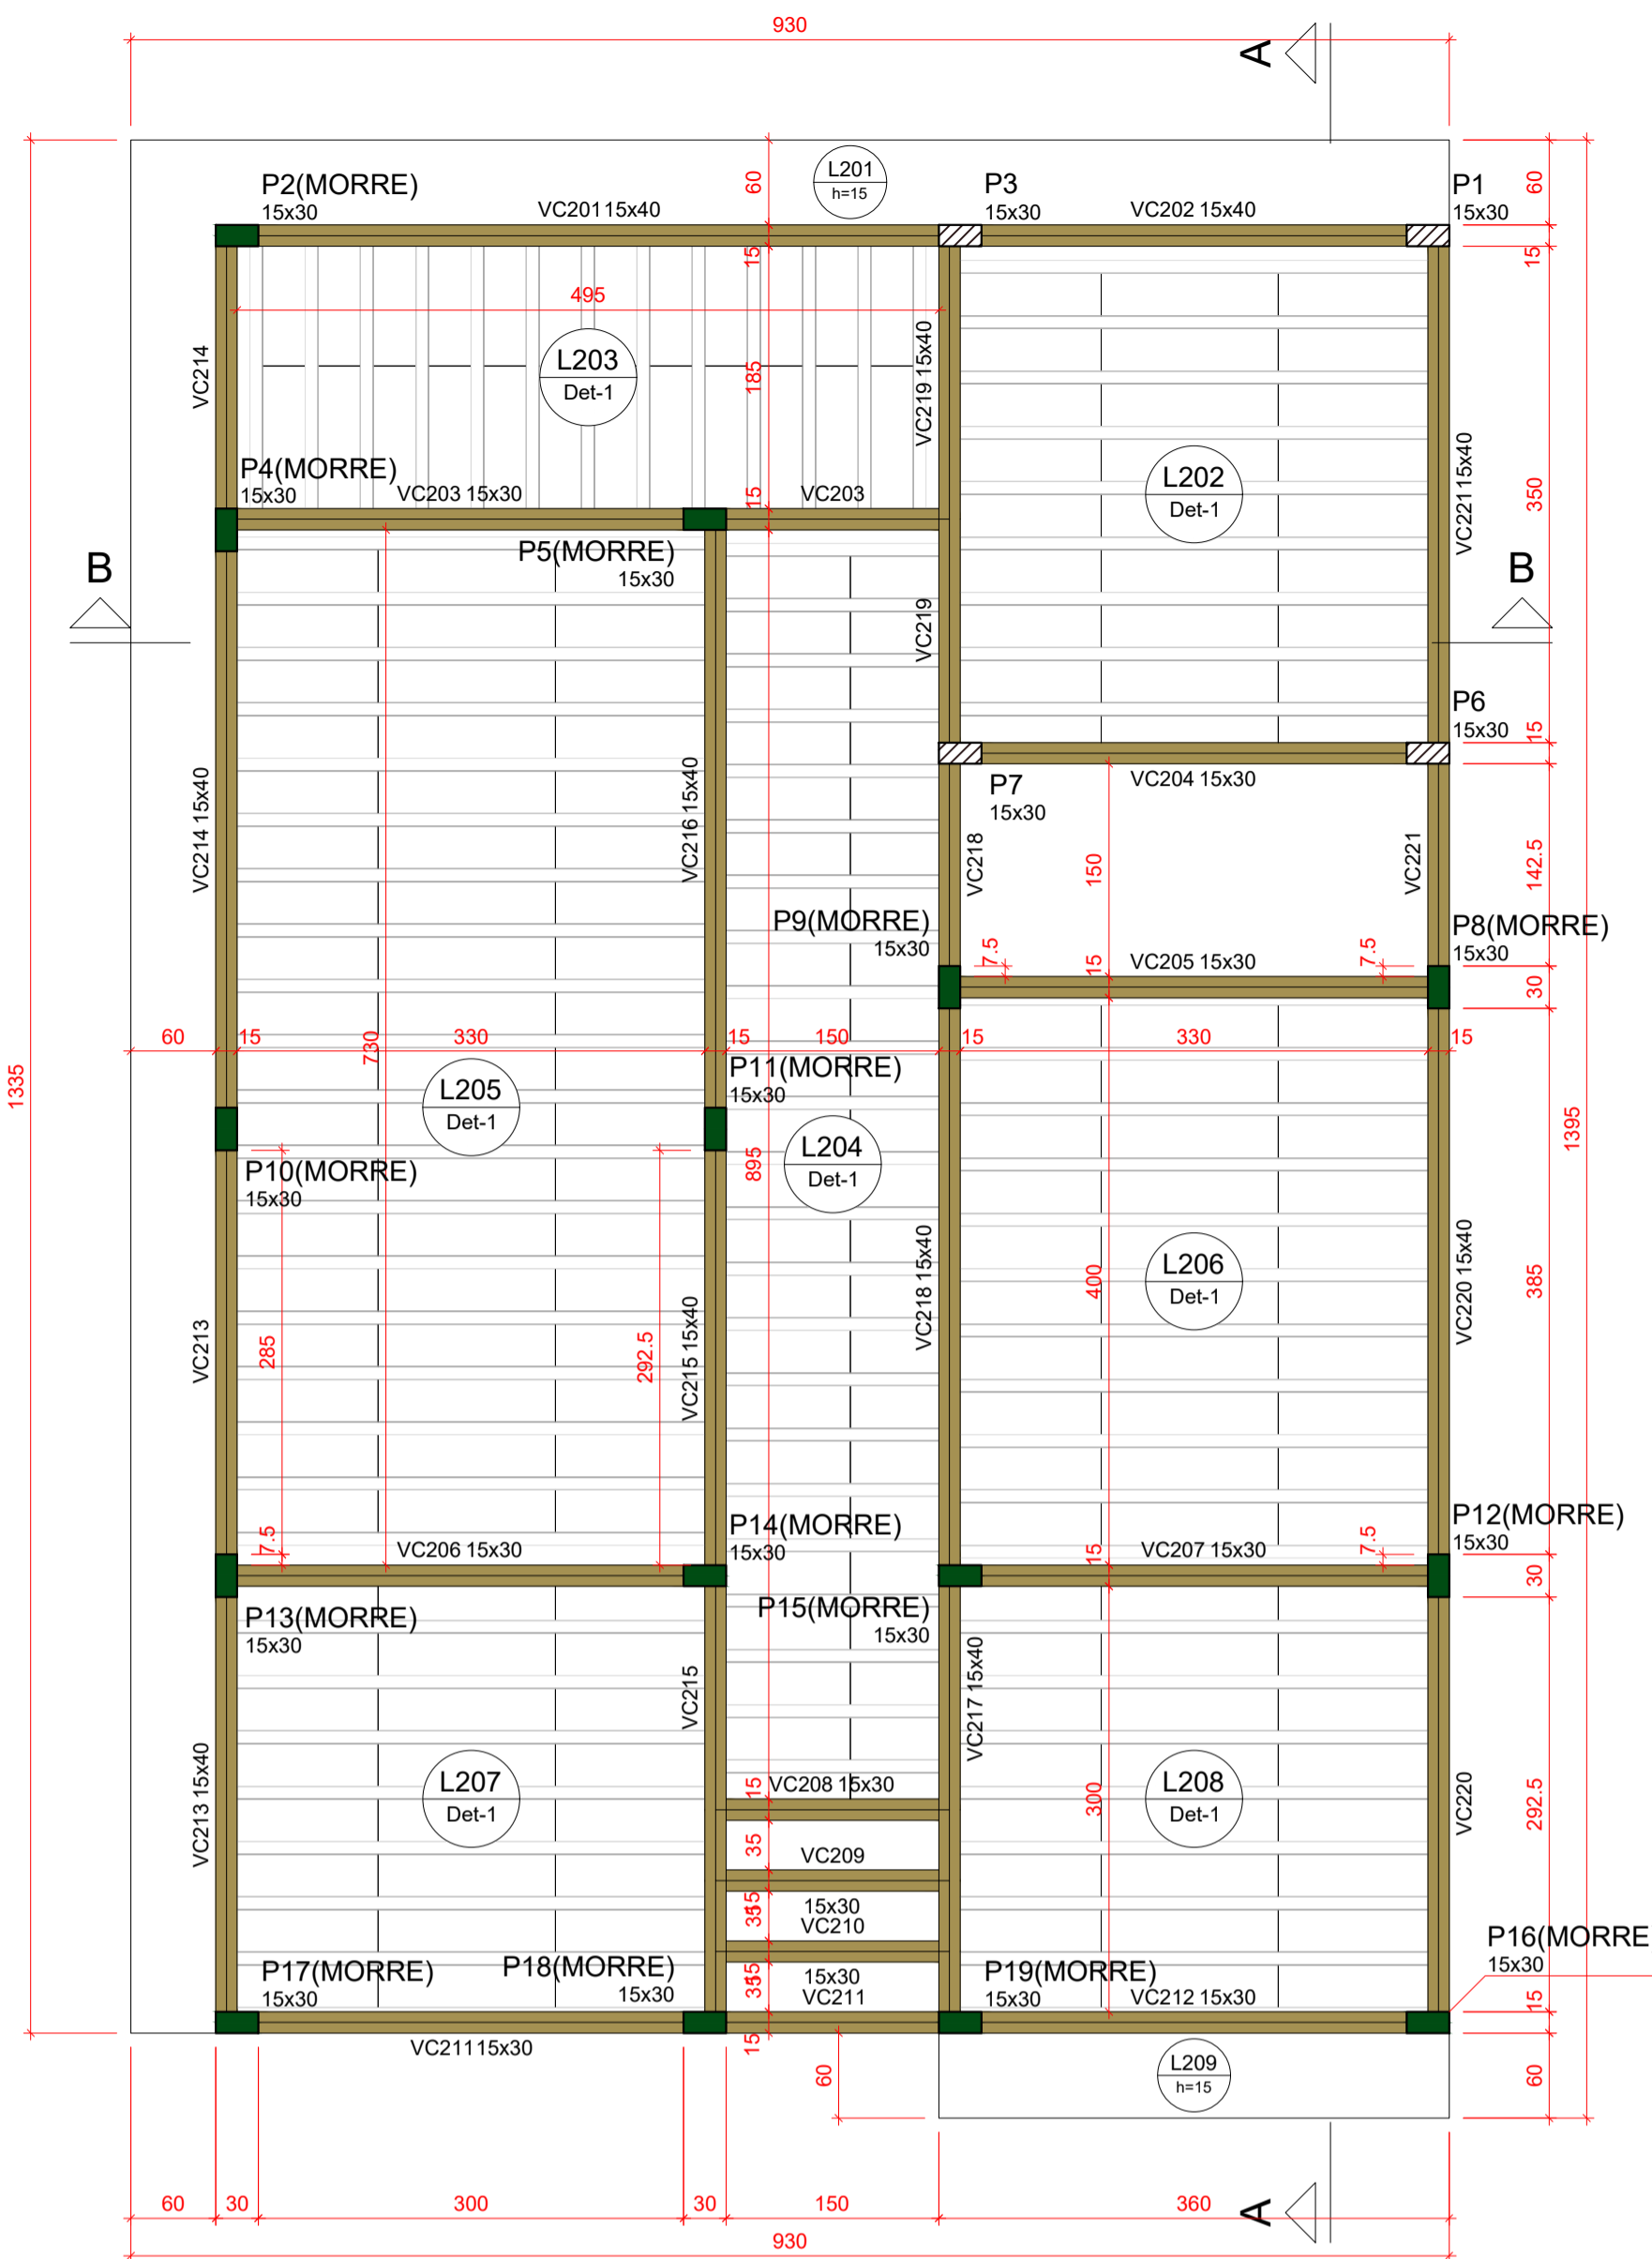 930
A
L201
h=15
P2(MORRE)
15x30
VC201 15x40
60
P3
15x30
VC202 15x40
P1
15x30
60
15
15
495
L203
Det-1
185
VC214
VC219 15x40
L202
Det-1
VC221 15x40
350
P4(MORRE)
15x30
VC203 15x30
15
VC203
P5(MORRE)
15x30
B
B
VC219
P6
15x30
15
VC204 15x30
P7
15x30
VC214 15x40
VC216 15x40
VC218
150
VC221
142.5
P9(MORRE)
15x30
P8(MORRE)
15x30
7.5
15
VC205 15x30
7.5
30
60
15
730
330
15
150
15
330
15
1335
L205
Det-1
P11(MORRE)
15x30
L204
Det-1
895
1395
P10(MORRE)
15x30
L206
Det-1
400
VC218 15x40
VC220 15x40
385
VC213
285
292.5
VC215 15x40
P14(MORRE)
15x30
P12(MORRE)
15x30
7.5
VC206 15x30
15
VC207 15x30
7.5
30
P13(MORRE)
15x30
P15(MORRE)
15x30
VC215
VC217 15x40
VC213 15x40
L207
Det-1
15
VC208 15x30
L208
Det-1
300
VC220
292.5
35
VC209
15
15x30
35
VC210
15
15x30
35
VC211
P17(MORRE)
15x30
P18(MORRE)
15x30
P19(MORRE)
15x30
VC212 15x30
P16(MORRE
15x30
15
VC211 15x30
15
60
L209
h=15
60
60
30
300
30
150
360
A
930